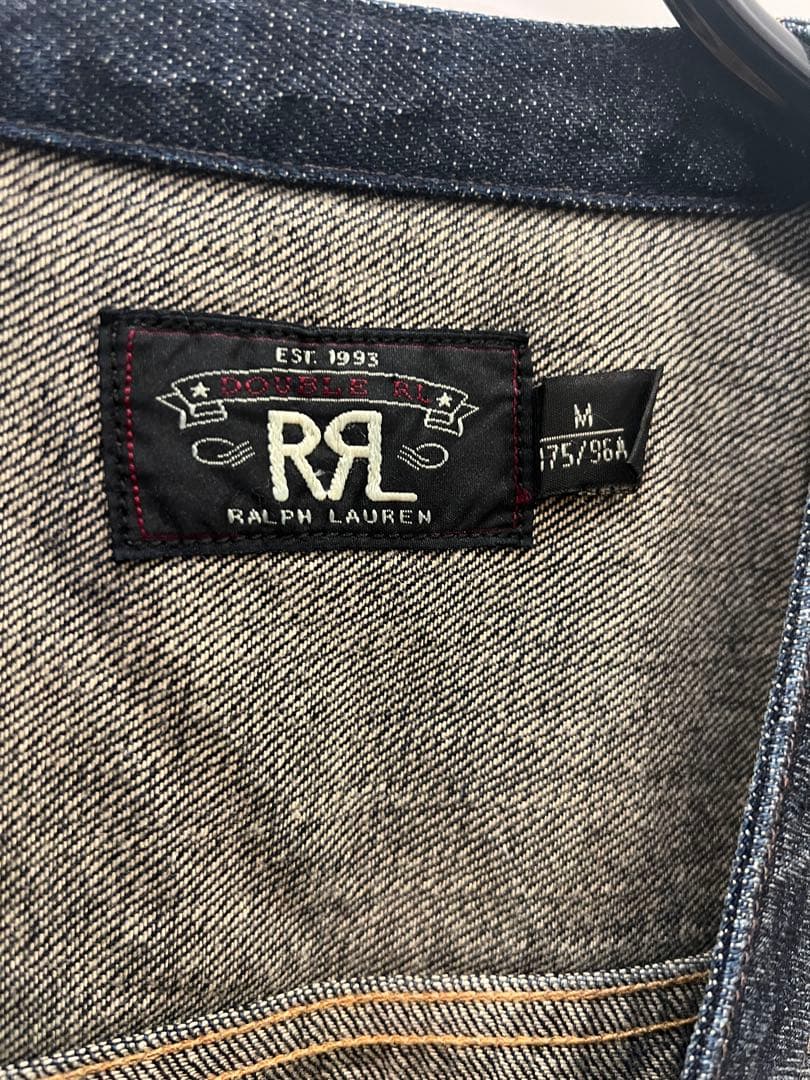 EST. 1993
DOUBLE RL
RRL
RALPH LAUREN
M
175/96A